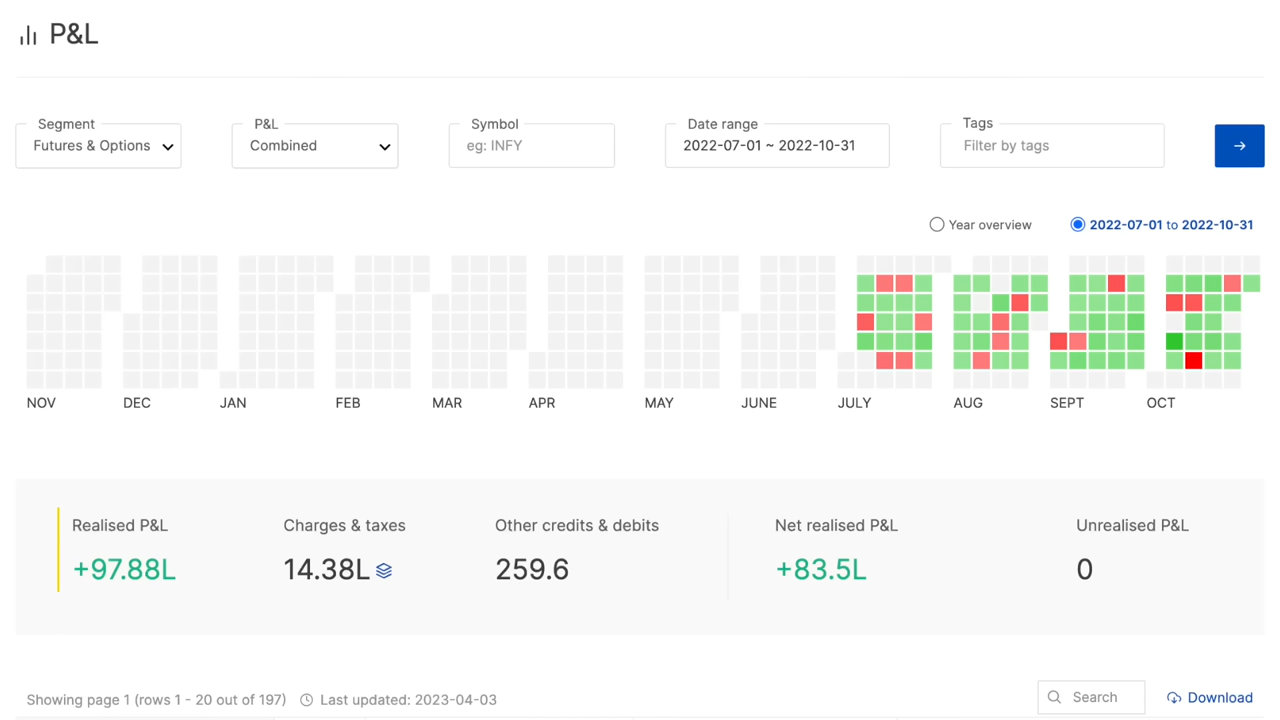 P&L
Segment
Futures & Options
P&L
Combined
Symbol
eg: INFY
Date range
2022-07-01 ~ 2022-10-31
Tags
Filter by tags
Year overview
2022-07-01 to 2022-10-31
NOV DEC JAN FEB MAR APR MAY JUNE JULY AUG SEPT OCT
Realised P&L
+97.88L
Charges & taxes
14.38L
Other credits & debits
259.6
Net realised P&L
+83.5L
Unrealised P&L
0
Showing page 1 (rows 1 - 20 out of 197) Last updated: 2023-04-03
Search
Download